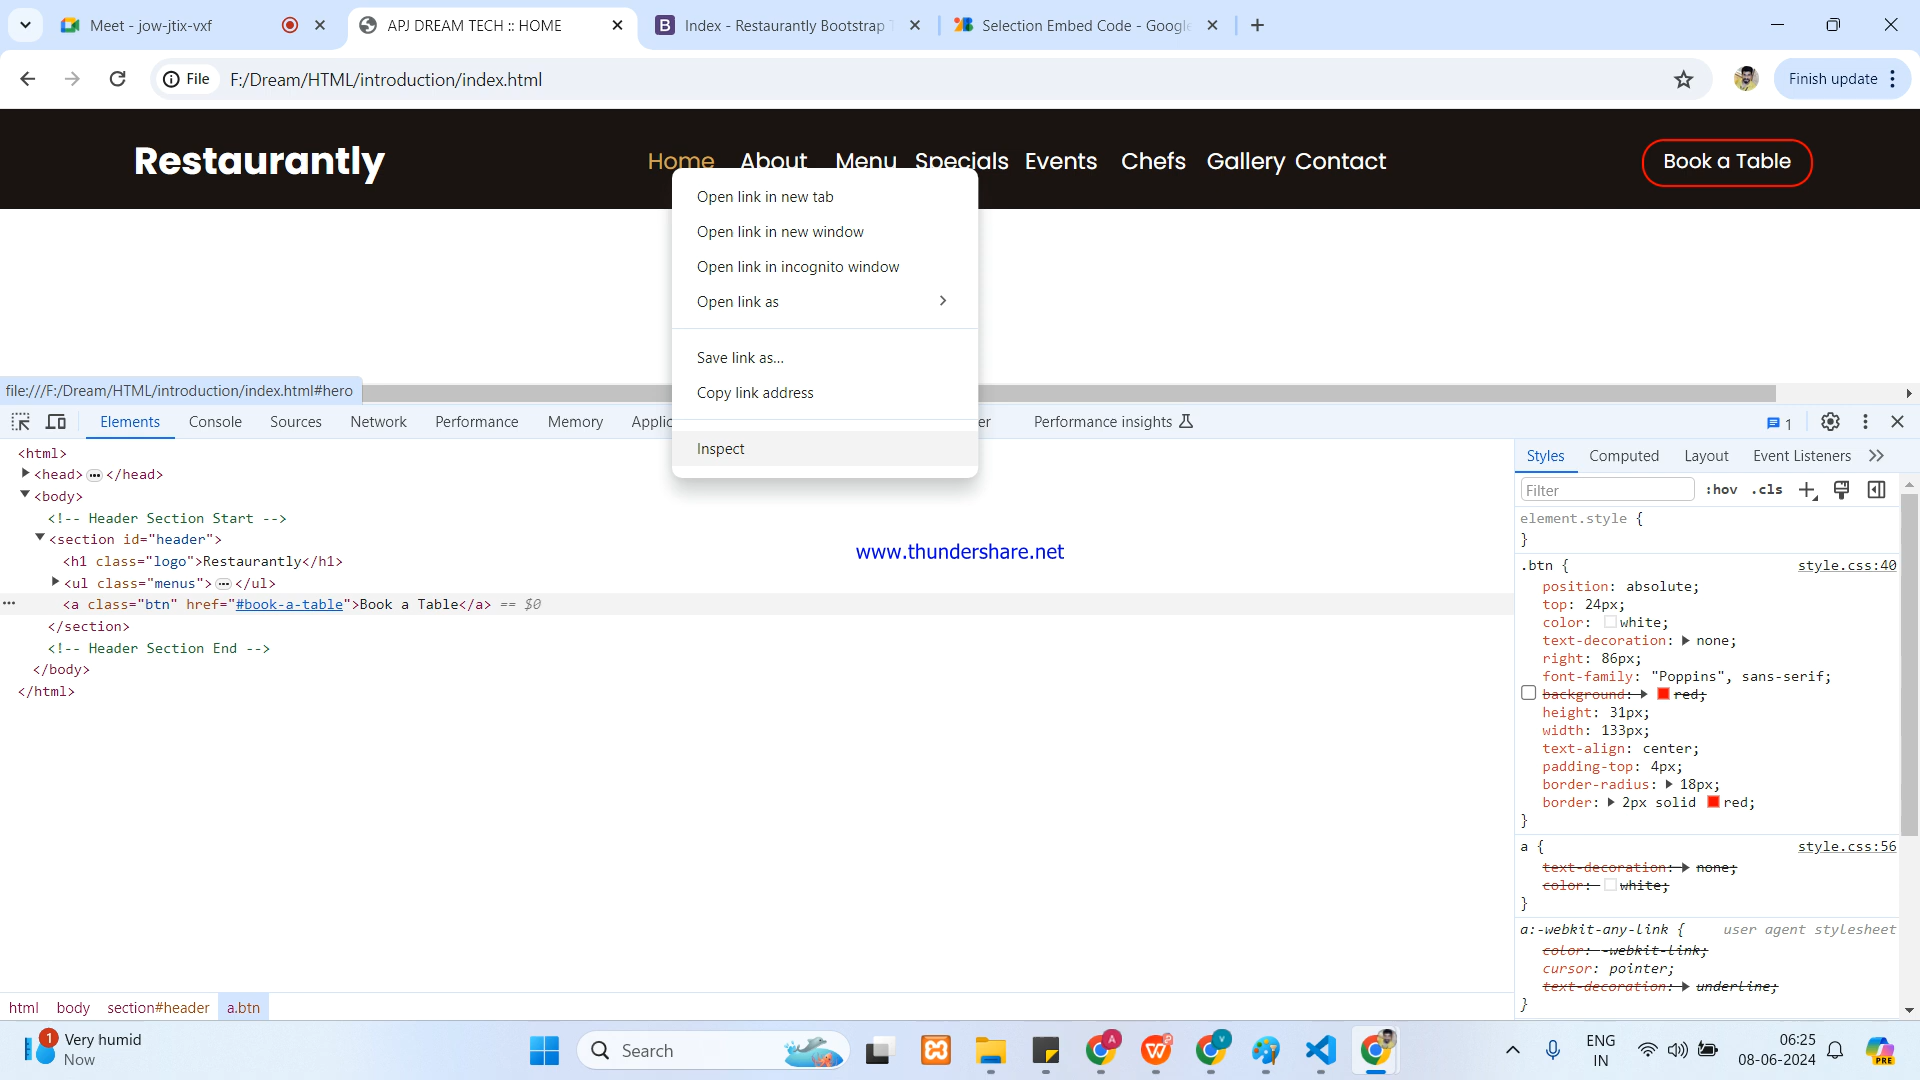 Meet - jow-jtix-vxf
APJ DREAM TECH :: HOME
B
Index - Restaurantly Bootstrap
Selection Embed Code - Google
File
F:/Dream/HTML/introduction/index.html
Finish update
Restaurantly
Home About Menu Specials Events Chefs Gallery Contact
Book a Table
Open link in new tab
Open link in new window
Open link in incognito window
Open link as
Save link as...
Copy link address
Inspect
file:///F:/Dream/HTML/introduction/index.html#hero
Elements Console Sources Network Performance Memory Applic er Performance insights
1
<html>
<head> ... </head>
<body>
<!-- Header Section Start -->
<section id="header">
<h1 class="logo">Restaurantly</h1>
<ul class="menus"> ... </ul>
... <a class="btn" href="#book-a-table">Book a Table</a> == $0
</section>
<!-- Header Section End -->
</body>
</html>
www.thundershare.net
Styles Computed Layout Event Listeners
Filter :hov .cls
element.style {
}
.btn { style.css:40
position: absolute;
top: 24px;
color: white;
text-decoration: none;
right: 86px;
font-family: "Poppins", sans-serif;
background: red;
height: 31px;
width: 133px;
text-align: center;
padding-top: 4px;
border-radius: 18px;
border: 2px solid red;
}
a { style.css:56
text-decoration: none;
color: white;
}
a:-webkit-any-link { user agent stylesheet
color: -webkit-link;
cursor: pointer;
text-decoration: underline;
}
html body section#header a.btn
1
Very humid
Now
Search
A
V
ENG
IN
06:25
08-06-2024
PRE